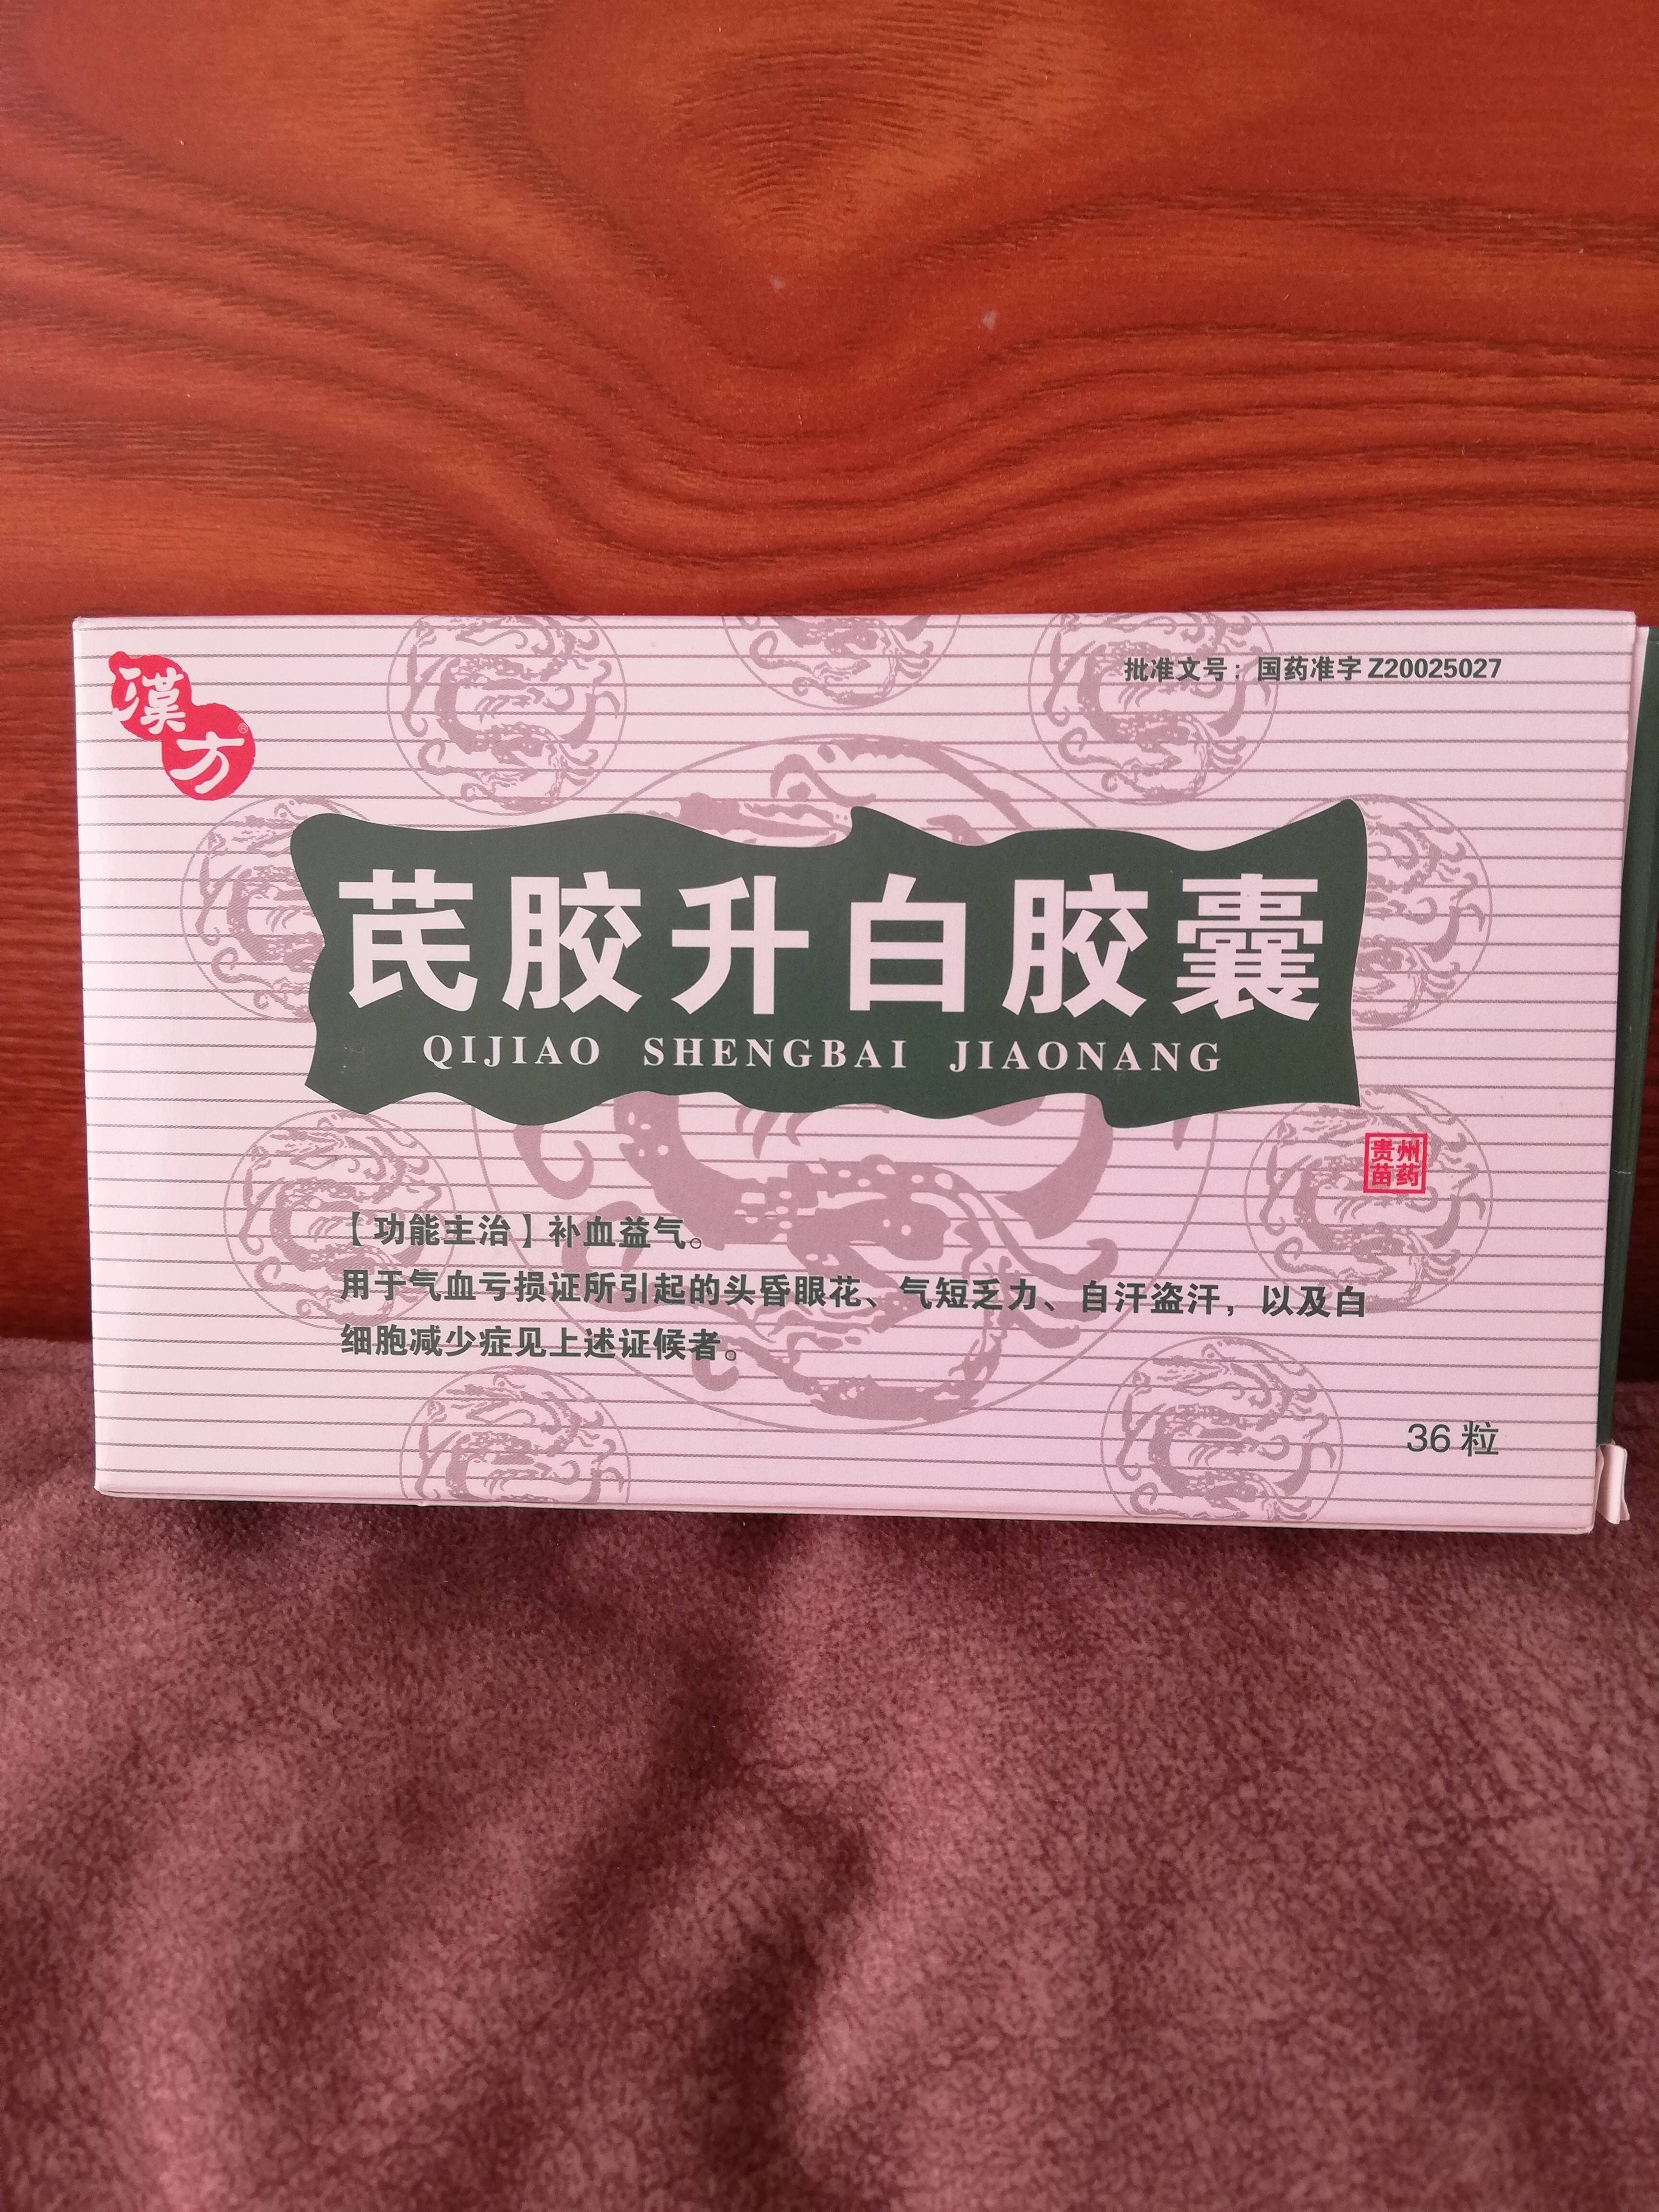 漢方®
批准文号：国药准字Z20025027
芪胶升白胶囊
QIJIAO SHENGBAI JIAONANG
贵州
苗药
【功能主治】补血益气。
用于气血亏损证所引起的头昏眼花、气短乏力、自汗盗汗，以及白
细胞减少症见上述证候者。
36粒